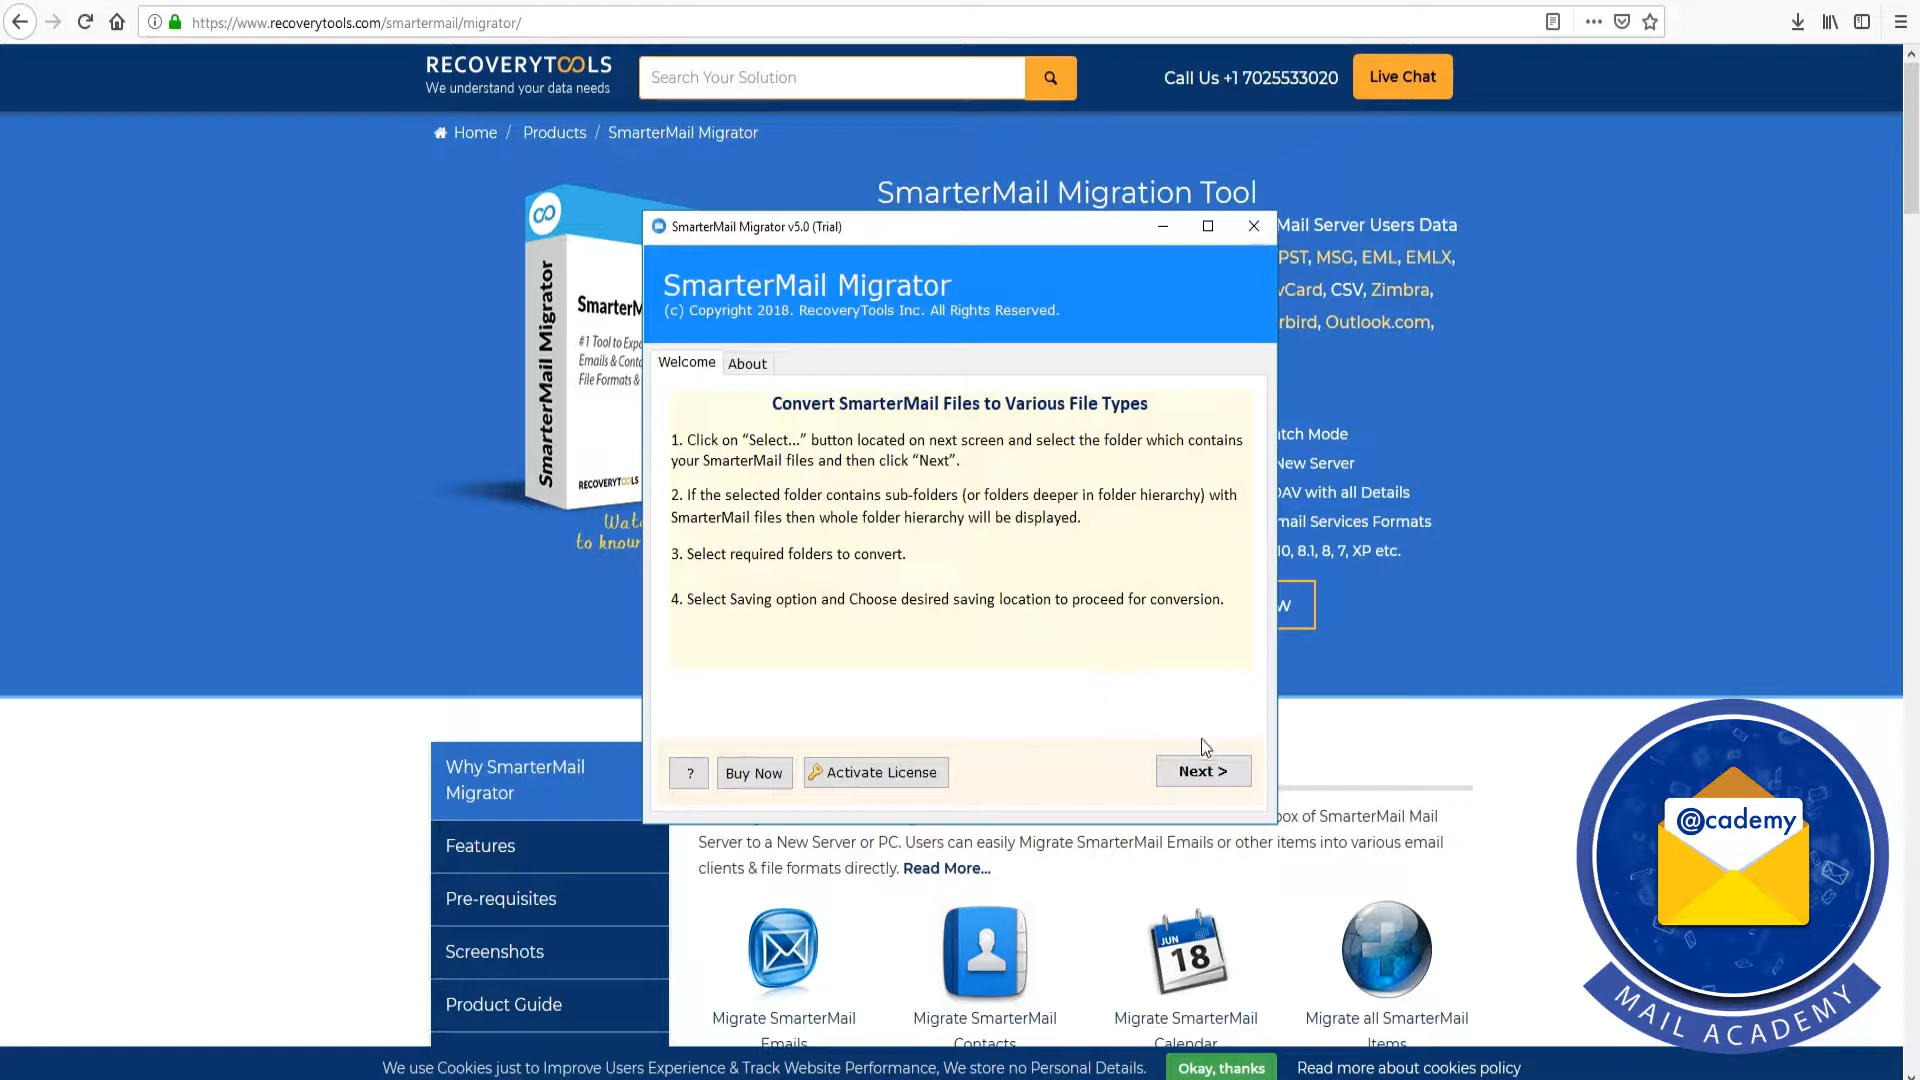 https://www.recoverytools.com/smartermail/migrator/
RECOVERYTOOLS
We understand your data needs
Search Your Solution
Call Us +1 7025533020
Live Chat
Home / Products / SmarterMail Migrator
SmarterMail Migration Tool
Mail Server Users Data
PST, MSG, EML, EMLX,
vCard, CSV, Zimbra,
rbird, Outlook.com,
atch Mode
New Server
DAV with all Details
mail Services Formats
10, 8.1, 8, 7, XP etc.
W
SmarterMail Migrator
SmarterM
#1 Tool to Expo
Emails & Conta
File Formats &
RECOVERYTOOLS
Wat
to know
SmarterMail Migrator v5.0 (Trial)
SmarterMail Migrator
(c) Copyright 2018. RecoveryTools Inc. All Rights Reserved.
Welcome
About
Convert SmarterMail Files to Various File Types
1. Click on “Select...” button located on next screen and select the folder which contains
your SmarterMail files and then click “Next”.
2. If the selected folder contains sub-folders (or folders deeper in folder hierarchy) with
SmarterMail files then whole folder hierarchy will be displayed.
3. Select required folders to convert.
4. Select Saving option and Choose desired saving location to proceed for conversion.
?
Buy Now
Activate License
Next >
Why SmarterMail
Migrator
Features
Pre-requisites
Screenshots
Product Guide
box of SmarterMail Mail
Server to a New Server or PC. Users can easily Migrate SmarterMail Emails or other items into various email
clients & file formats directly. Read More...
JUN
18
Migrate SmarterMail
Emails
Migrate SmarterMail
Contacts
Migrate SmarterMail
Calendar
Migrate all SmarterMail
Items
@cademy
MAIL ACADEMY
We use Cookies just to Improve Users Experience & Track Website Performance, We store no Personal Details.
Okay, thanks
Read more about cookies policy